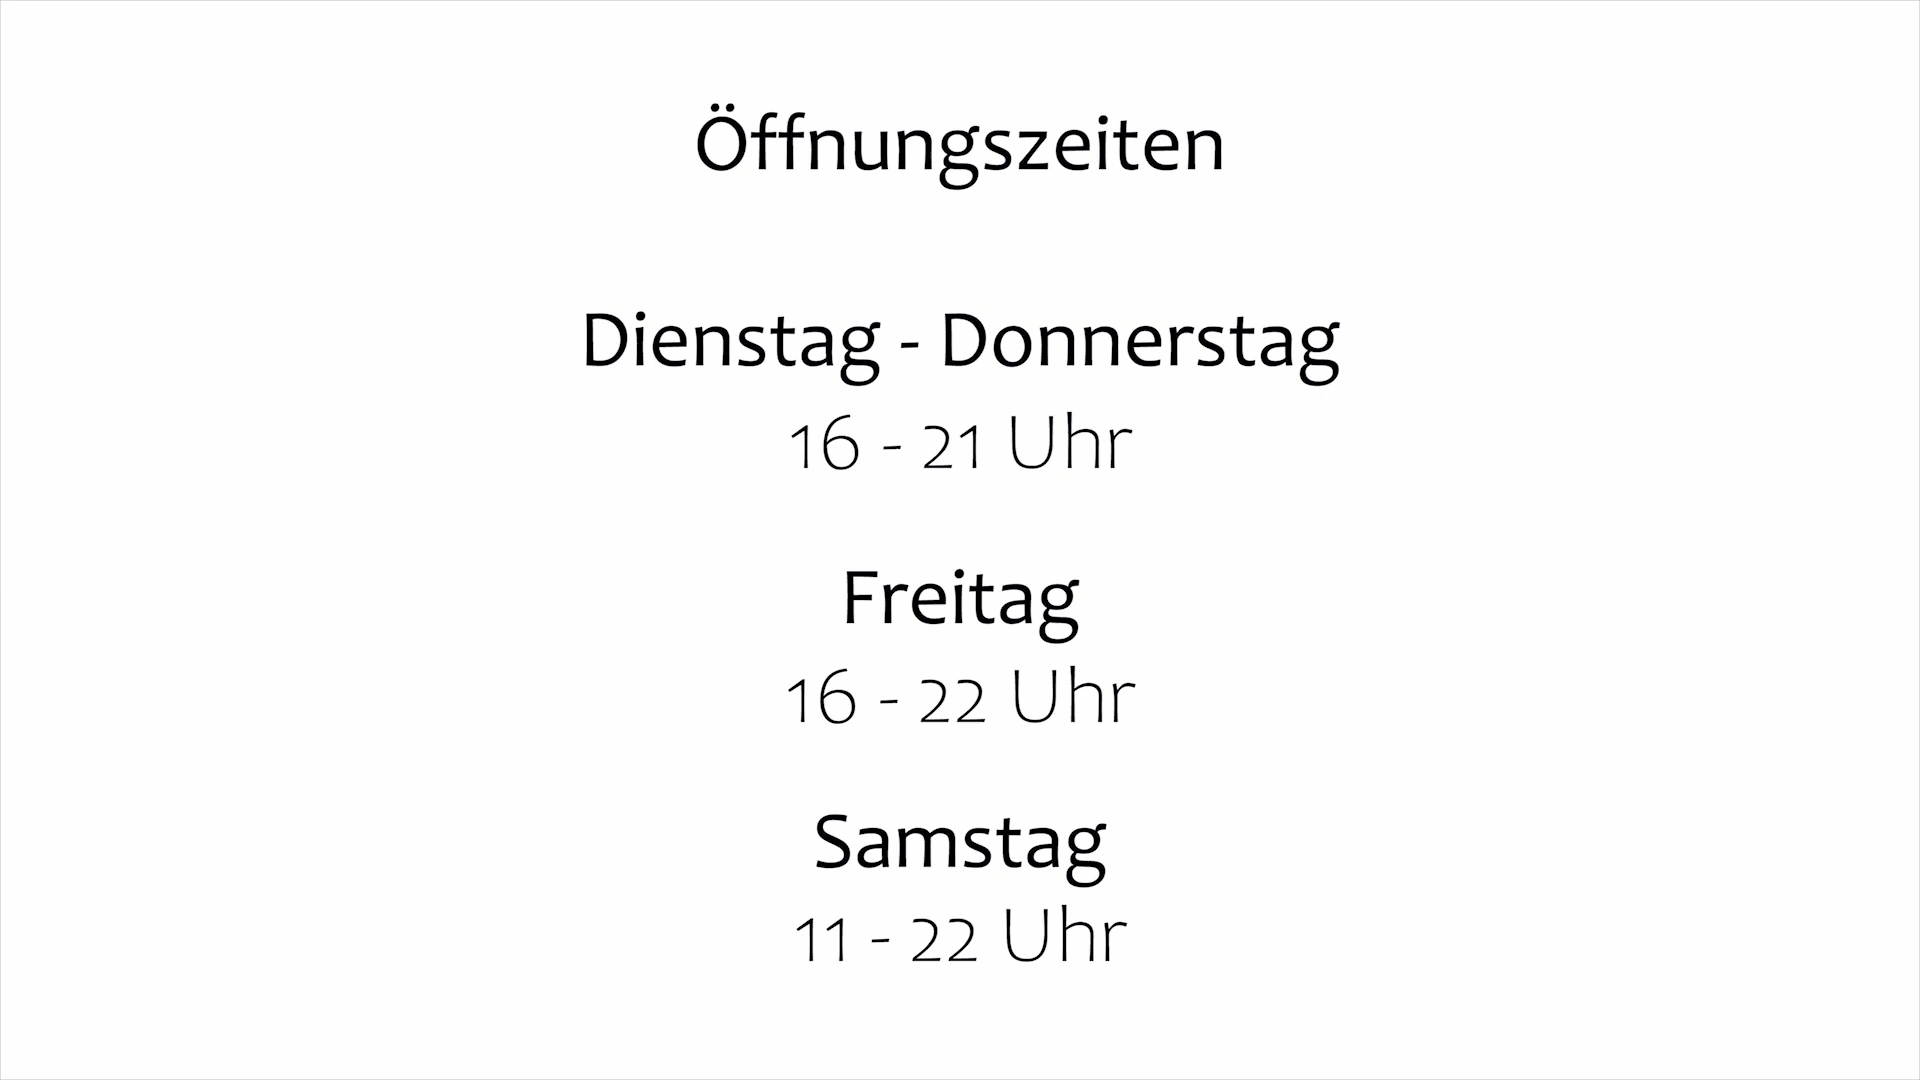 Öffnungszeiten
Dienstag - Donnerstag
16 - 21 Uhr
Freitag
16 - 22 Uhr
Samstag
11 - 22 Uhr